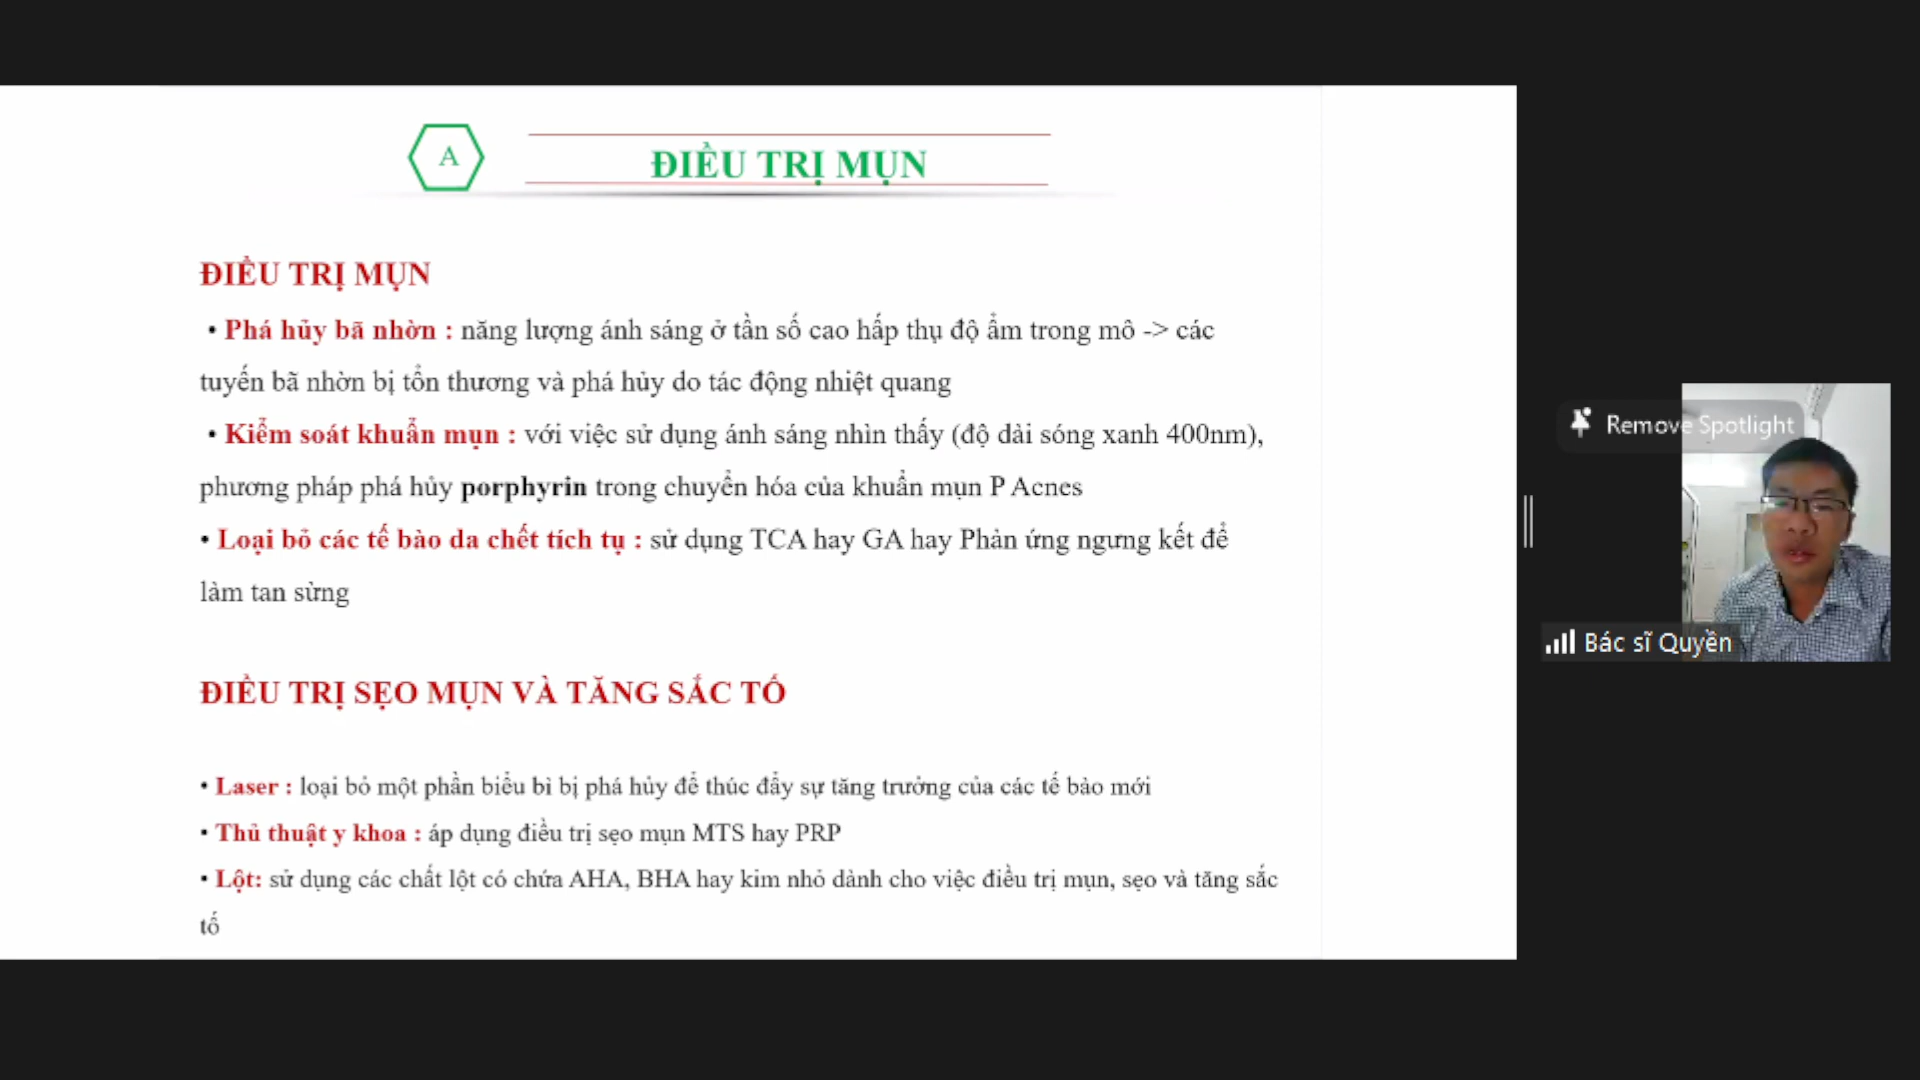 A
ĐIỀU TRỊ MỤN
ĐIỀU TRỊ MỤN
• Phá hủy bã nhờn : năng lượng ánh sáng ở tần số cao hấp thụ độ ẩm trong mô -> các
tuyến bã nhờn bị tổn thương và phá hủy do tác động nhiệt quang
• Kiểm soát khuẩn mụn : với việc sử dụng ánh sáng nhìn thấy (độ dài sóng xanh 400nm),
phương pháp phá hủy porphyrin trong chuyển hóa của khuẩn mụn P Acnes
• Loại bỏ các tế bào da chết tích tụ : sử dụng TCA hay GA hay Phản ứng ngưng kết để
làm tan sừng
ĐIỀU TRỊ SẸO MỤN VÀ TĂNG SẮC TỐ
• Laser : loại bỏ một phần biểu bì bị phá hủy để thúc đẩy sự tăng trưởng của các tế bào mới
• Thủ thuật y khoa : áp dụng điều trị sẹo mụn MTS hay PRP
• Lột: sử dụng các chất lột có chứa AHA, BHA hay kim nhỏ dành cho việc điều trị mụn, sẹo và tăng sắc
tố
Remove Spotlight
Bác sĩ Quyền